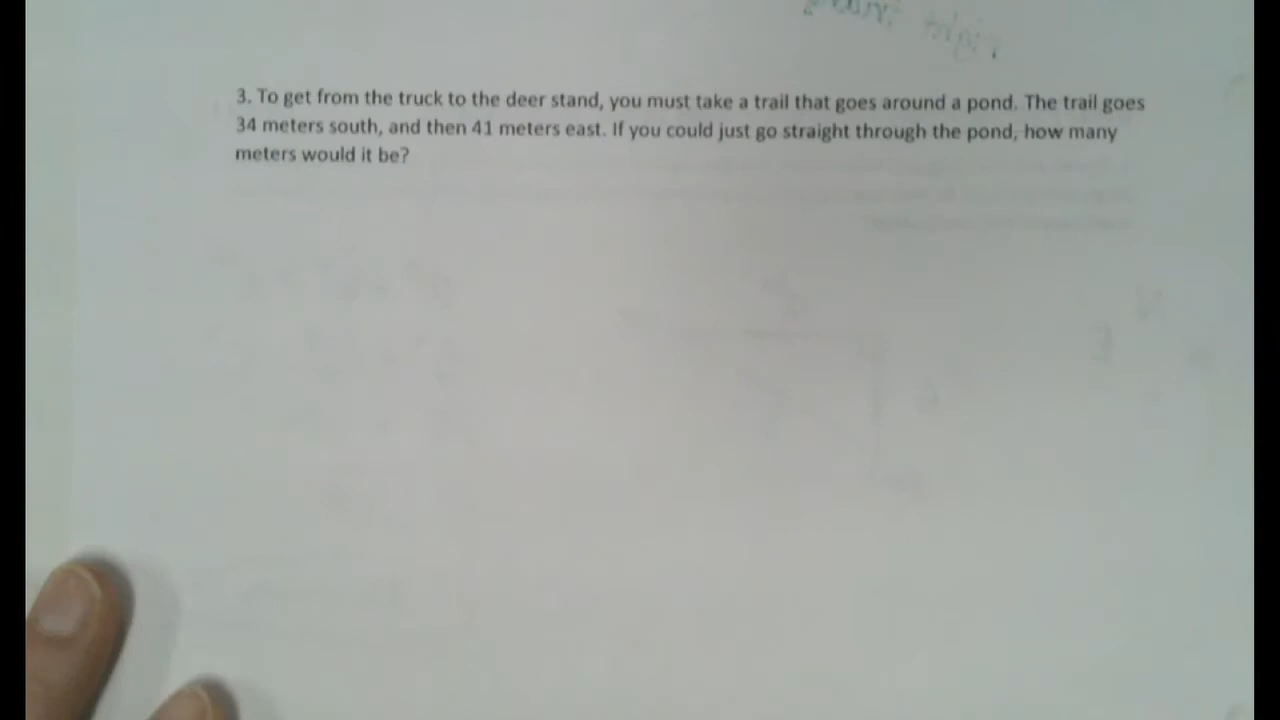 3. To get from the truck to the deer stand, you must take a trail that goes around a pond. The trail goes
34 meters south, and then 41 meters east. If you could just go straight through the pond, how many
meters would it be?